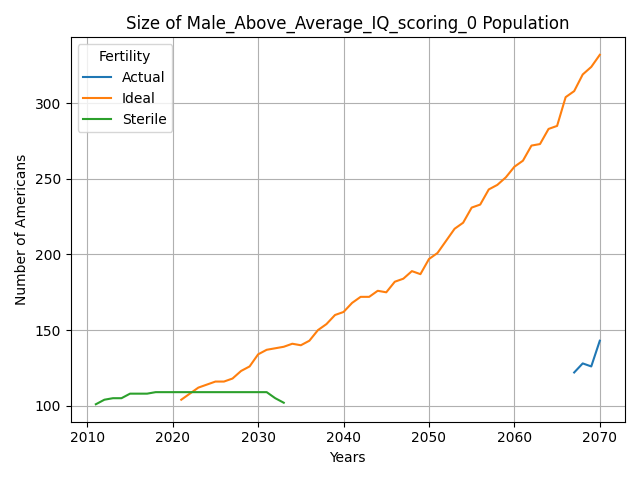 Size of Male_Above_Average_IQ_scoring_0 Population
Fertility
Actual
Ideal
Sterile
Number of Americans
300
250
200
150
100
2010 2020 2030 2040 2050 2060 2070
Years